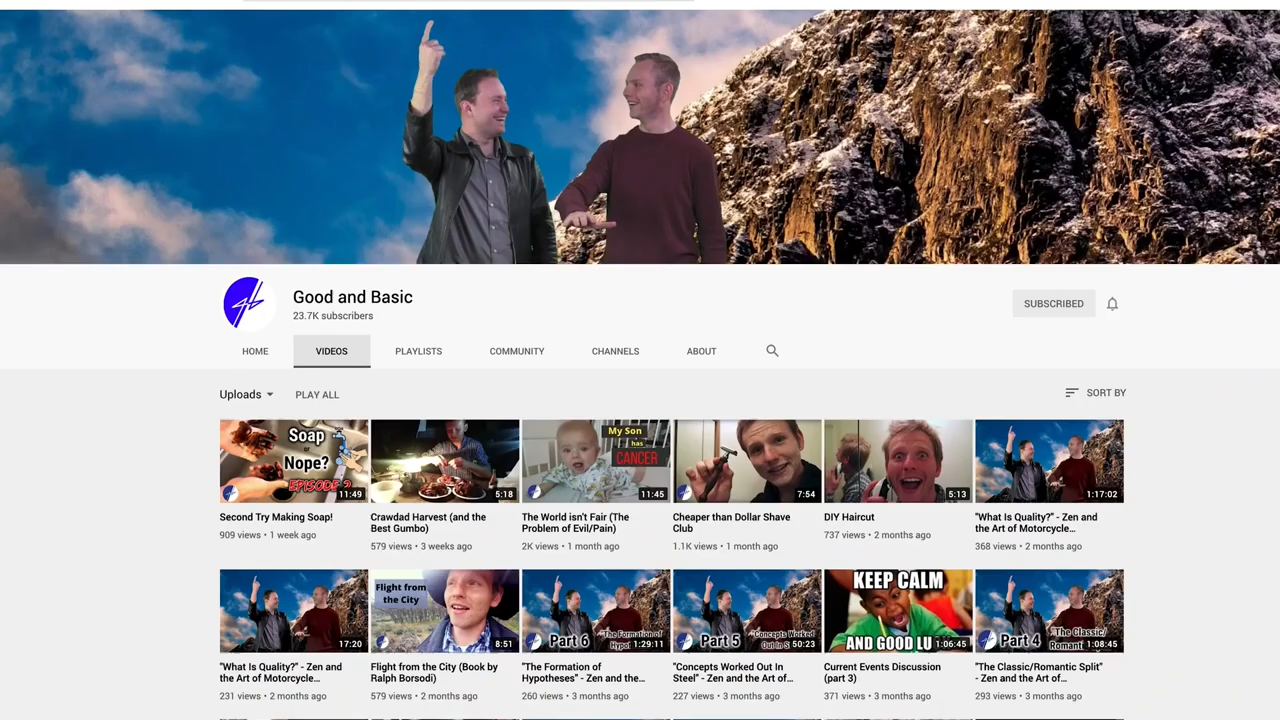 Good and Basic
23.7K subscribers
SUBSCRIBED
HOME
VIDEOS
PLAYLISTS
COMMUNITY
CHANNELS
ABOUT
Uploads
PLAY ALL
SORT BY
Soap
or
Nope?
EPISODE 2
11:49
5:18
My Son
has
CANCER
11:45
7:54
5:13
1:17:02
Second Try Making Soap!
909 views • 1 week ago
Crawdad Harvest (and the
Best Gumbo)
579 views • 3 weeks ago
The World isn't Fair (The
Problem of Evil/Pain)
2K views • 1 month ago
Cheaper than Dollar Shave
Club
1.1K views • 1 month ago
DIY Haircut
737 views • 2 months ago
"What Is Quality?" - Zen and
the Art of Motorcycle...
368 views • 2 months ago
17:20
Flight from
the City
8:51
Part 6
"The Formation of
1:29:11
Part 5
"Concepts Worked
50:23
KEEP CALM
AND GOOD LU
1:06:45
Part 4
"The Classic/
Romant
1:08:45
"What Is Quality?" - Zen and
the Art of Motorcycle...
231 views • 2 months ago
Flight from the City (Book by
Ralph Borsodi)
579 views • 2 months ago
"The Formation of
Hypotheses" - Zen and the...
260 views • 3 months ago
"Concepts Worked Out In
Steel" - Zen and the Art of...
227 views • 3 months ago
Current Events Discussion
(part 3)
371 views • 3 months ago
"The Classic/Romantic Split"
- Zen and the Art of...
293 views • 3 months ago